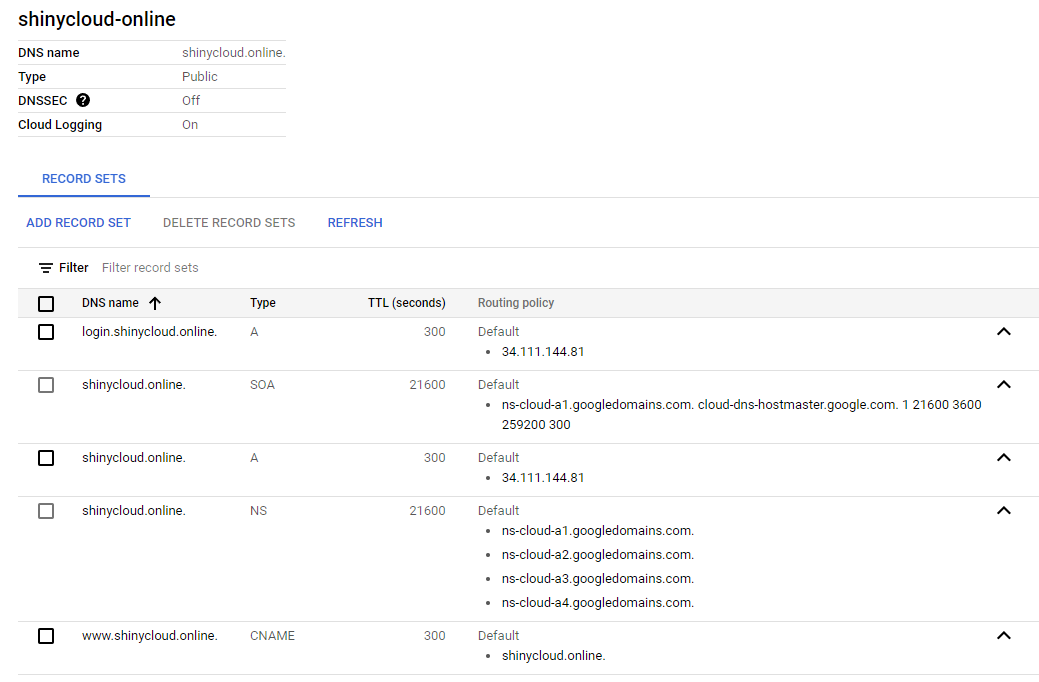 shinycloud-online
DNS name shinycloud.online.
Type Public
DNSSEC ? Off
Cloud Logging On
RECORD SETS
ADD RECORD SET DELETE RECORD SETS REFRESH
Filter Filter record sets
DNS name Type TTL (seconds) Routing policy
login.shinycloud.online. A 300 Default
34.111.144.81
shinycloud.online. SOA 21600 Default
ns-cloud-a1.googledomains.com. cloud-dns-hostmaster.google.com. 1 21600 3600
259200 300
shinycloud.online. A 300 Default
34.111.144.81
shinycloud.online. NS 21600 Default
ns-cloud-a1.googledomains.com.
ns-cloud-a2.googledomains.com.
ns-cloud-a3.googledomains.com.
ns-cloud-a4.googledomains.com.
www.shinycloud.online. CNAME 300 Default
shinycloud.online.